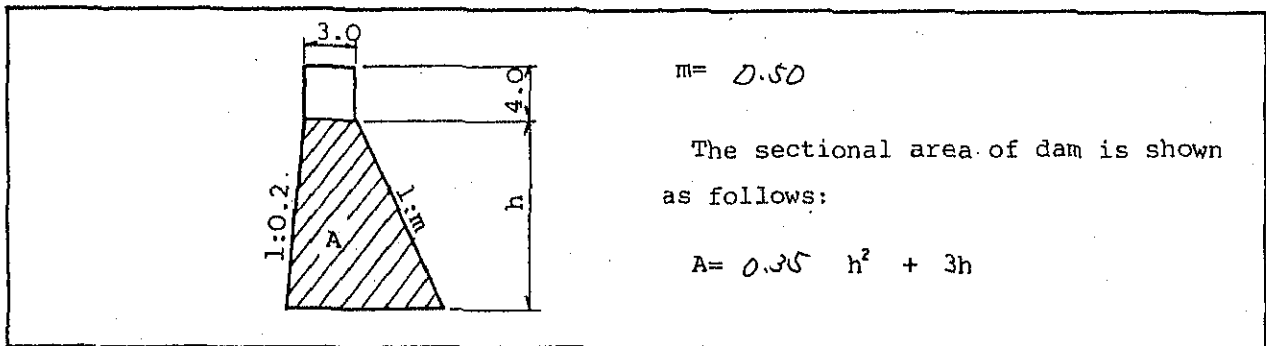 3.0
4.0
1:0.2.
A
1:m
h
m= 0.50
The sectional area of dam is shown
as follows:
A= 0.35 h² + 3h